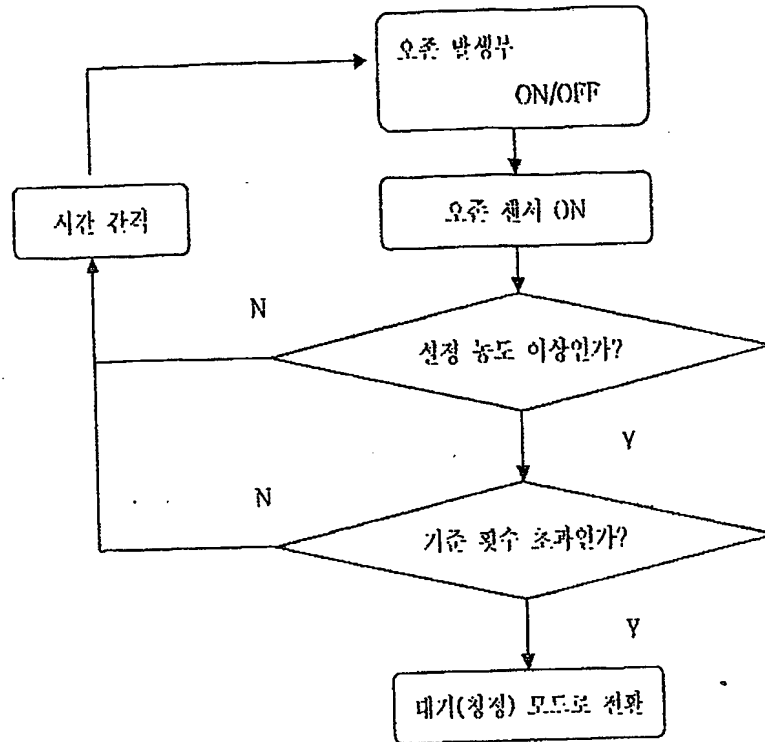 오존 발생부
ON/OFF
시간 간격
오존 센서 ON
N
설정 농도 이상인가?
Y
N
기준 횟수 초과인가?
Y
대기(청정) 모드로 전환